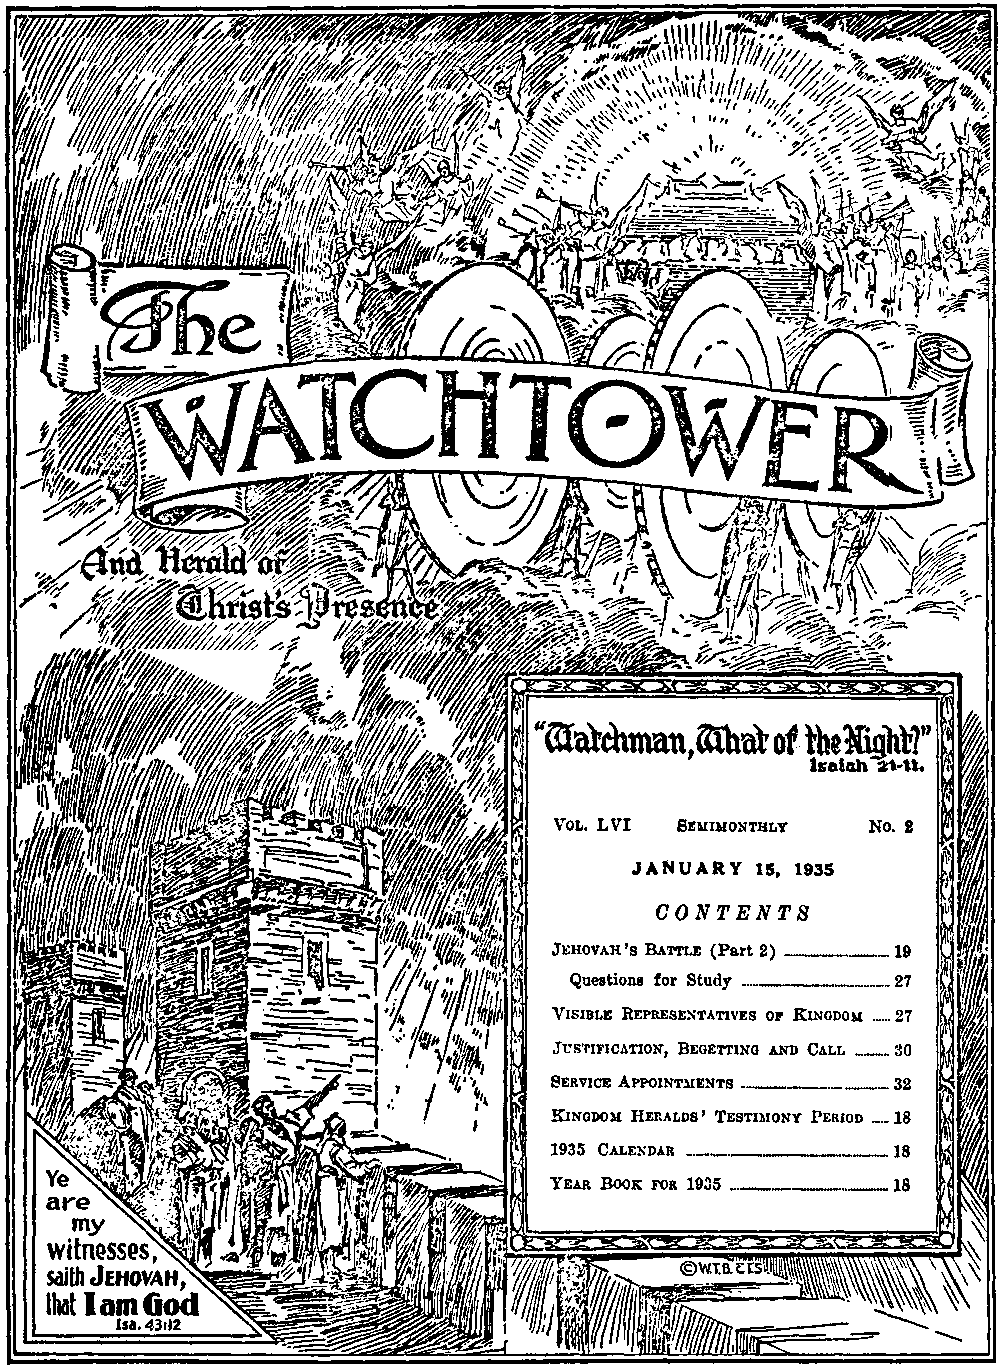 The
WATCHTOWER
And Herald of
Christ's Presence
"Watchman, What of the Night?"
Isaiah 21-11.
VOL. LVI SEMIMONTHLY No. 2
JANUARY 15, 1935
CONTENTS
JEHOVAH'S BATTLE (Part 2) 19
Questions for Study 27
VISIBLE REPRESENTATIVES OF KINGDOM 27
JUSTIFICATION, BEGETTING AND CALL 30
SERVICE APPOINTMENTS 32
KINGDOM HERALDS' TESTIMONY PERIOD 18
1935 CALENDAR 18
YEAR BOOK FOR 1935 18
Ye
are
my
witnesses,
saith JEHOVAH,
that I am God
Isa. 43:12
©W.T.B. & T.S.